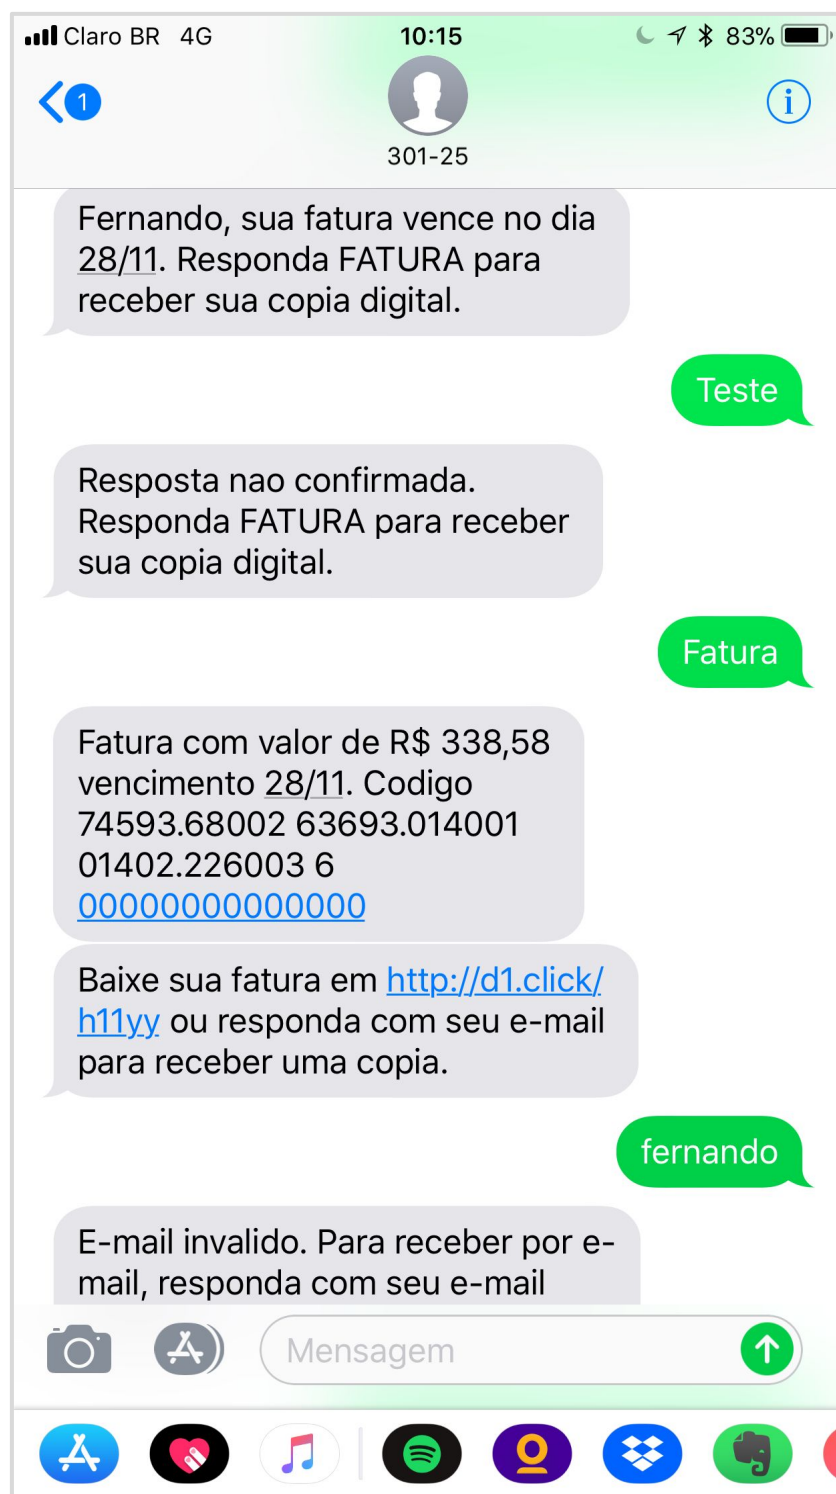 Claro BR 4G 10:15 83%
1
301-25
Fernando, sua fatura vence no dia
28/11. Responda FATURA para
receber sua copia digital.
Teste
Resposta nao confirmada.
Responda FATURA para receber
sua copia digital.
Fatura
Fatura com valor de R$ 338,58
vencimento 28/11. Codigo
74593.68002 63693.014001
01402.226003 6
00000000000000
Baixe sua fatura em http://d1.click/
h11yy ou responda com seu e-mail
para receber uma copia.
fernando
E-mail invalido. Para receber por e-
mail, responda com seu e-mail
Mensagem